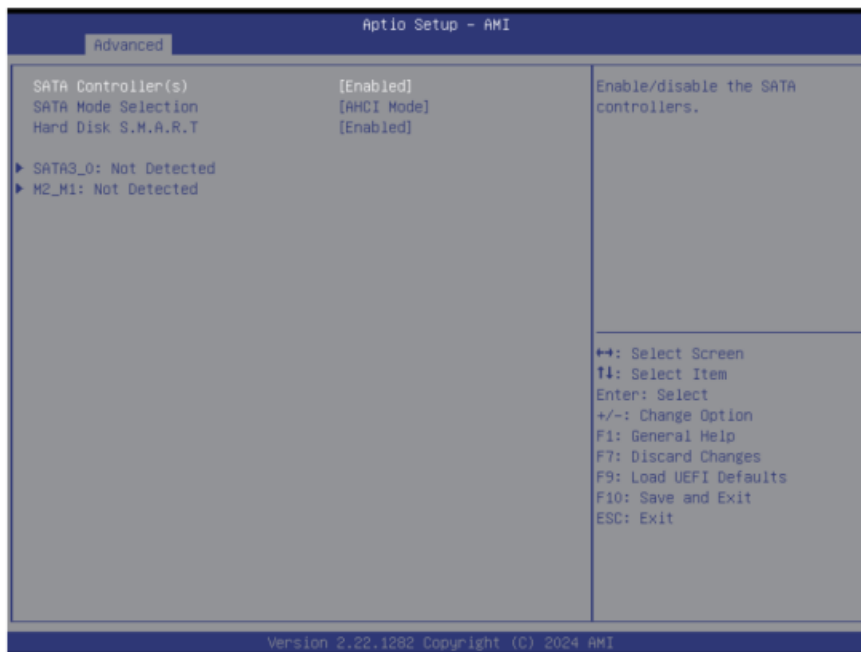 Aptio Setup - AMI
Advanced
SATA Controller(s) [Enabled]
SATA Mode Selection [AHCI Mode]
Hard Disk S.M.A.R.T [Enabled]
SATA3_0: Not Detected
M2_M1: Not Detected
Enable/disable the SATA
controllers.
↔: Select Screen
↑↓: Select Item
Enter: Select
+/-: Change Option
F1: General Help
F7: Discard Changes
F9: Load UEFI Defaults
F10: Save and Exit
ESC: Exit
Version 2.22.1282 Copyright (C) 2024 AMI